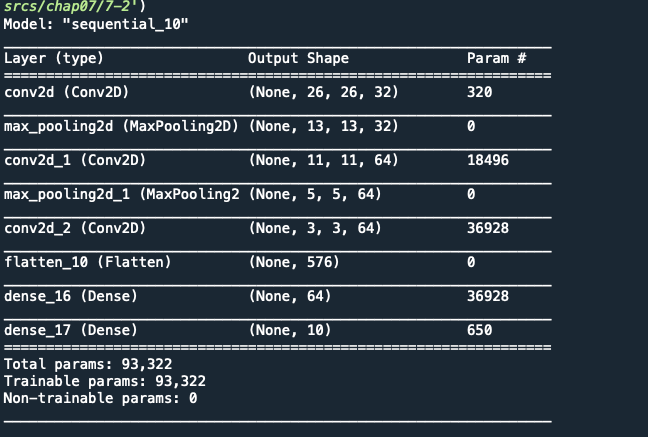 srcs/chap07/7-2')
Model: "sequential_10"
_________________________________________________________________
Layer (type)                 Output Shape              Param #
=================================================================
conv2d (Conv2D)              (None, 26, 26, 32)        320
_________________________________________________________________
max_pooling2d (MaxPooling2D) (None, 13, 13, 32)        0
_________________________________________________________________
conv2d_1 (Conv2D)            (None, 11, 11, 64)        18496
_________________________________________________________________
max_pooling2d_1 (MaxPooling2 (None, 5, 5, 64)          0
_________________________________________________________________
conv2d_2 (Conv2D)            (None, 3, 3, 64)          36928
_________________________________________________________________
flatten_10 (Flatten)         (None, 576)               0
_________________________________________________________________
dense_16 (Dense)             (None, 64)                36928
_________________________________________________________________
dense_17 (Dense)             (None, 10)                650
=================================================================
Total params: 93,322
Trainable params: 93,322
Non-trainable params: 0
_________________________________________________________________